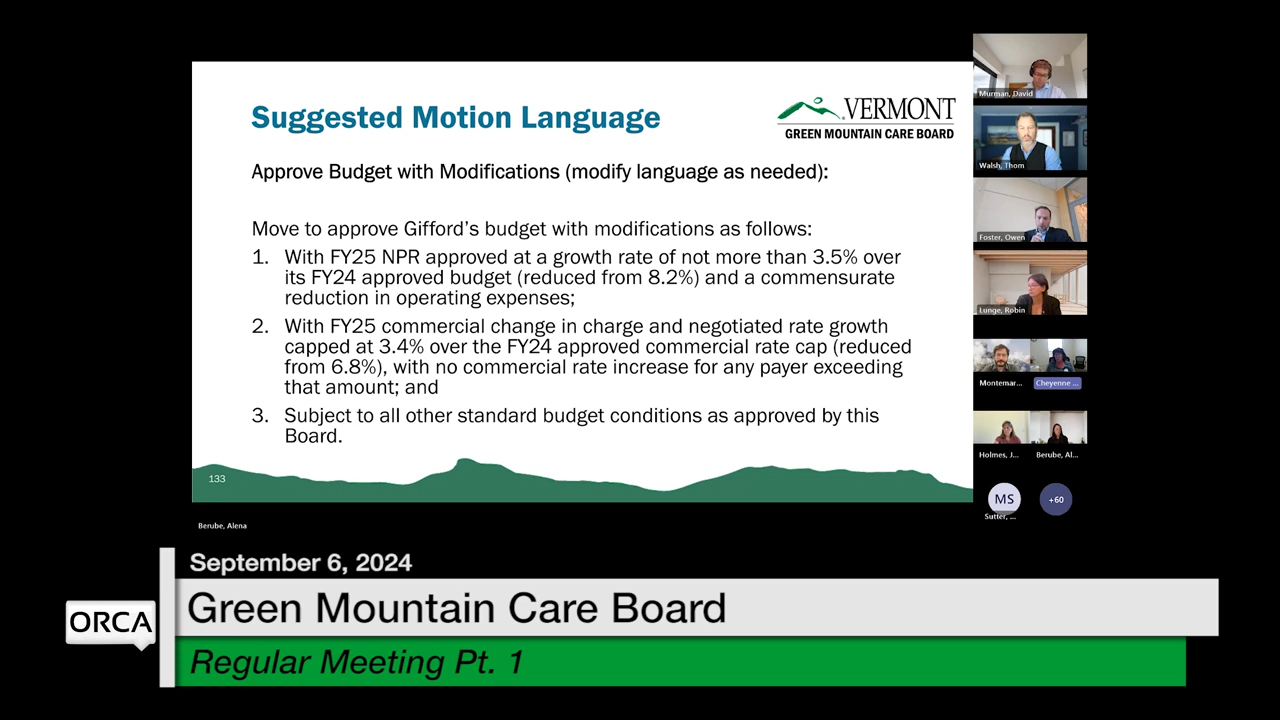 Suggested Motion Language
VERMONT
GREEN MOUNTAIN CARE BOARD
Approve Budget with Modifications (modify language as needed):
Move to approve Gifford's budget with modifications as follows:
1. With FY25 NPR approved at a growth rate of not more than 3.5% over
its FY24 approved budget (reduced from 8.2%) and a commensurate
reduction in operating expenses;
2. With FY25 commercial change in charge and negotiated rate growth
capped at 3.4% over the FY24 approved commercial rate cap (reduced
from 6.8%), with no commercial rate increase for any payer exceeding
that amount; and
3. Subject to all other standard budget conditions as approved by this
Board.
133
Berube, Alena
Murman, David
Walsh, Thom
Foster, Owen
Lunge, Robin
Montemar...
Cheyenne ...
Holmes, J...
Berube, Al...
MS
+60
Sutter, ...
September 6, 2024
ORCA
Green Mountain Care Board
Regular Meeting Pt. 1